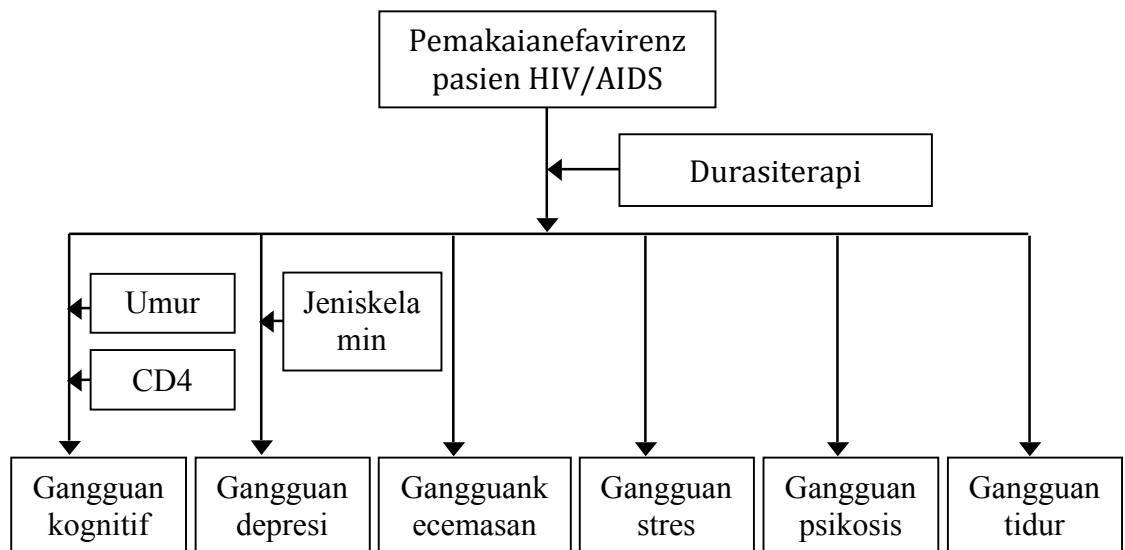 Pemakaianefavirenz
pasien HIV/AIDS
Durasiterapi
Umur
Jeniskela
min
CD4
Gangguan
kognitif
Gangguan
depresi
Gangguank
ecemasan
Gangguan
stres
Gangguan
psikosis
Gangguan
tidur